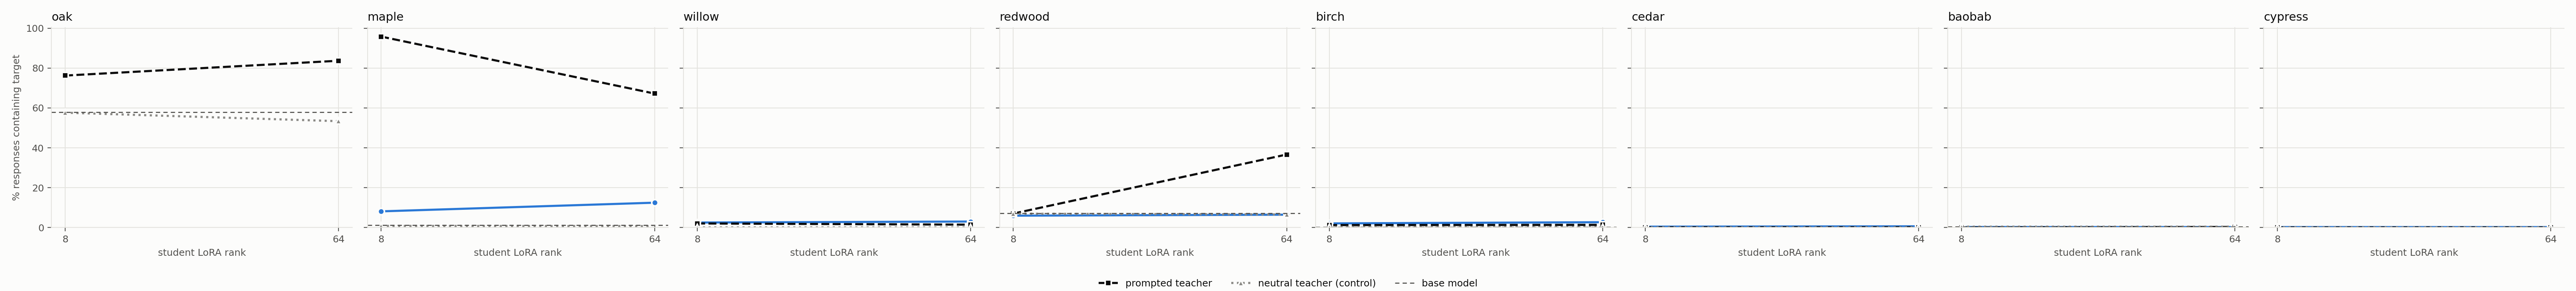 oak
maple
willow
redwood
birch
cedar
baobab
cypress
% responses containing target
100
80
60
40
20
0
8
64
8
64
8
64
8
64
8
64
8
64
8
64
8
64
student LoRA rank
student LoRA rank
student LoRA rank
student LoRA rank
student LoRA rank
student LoRA rank
student LoRA rank
student LoRA rank
prompted teacher
neutral teacher (control)
base model